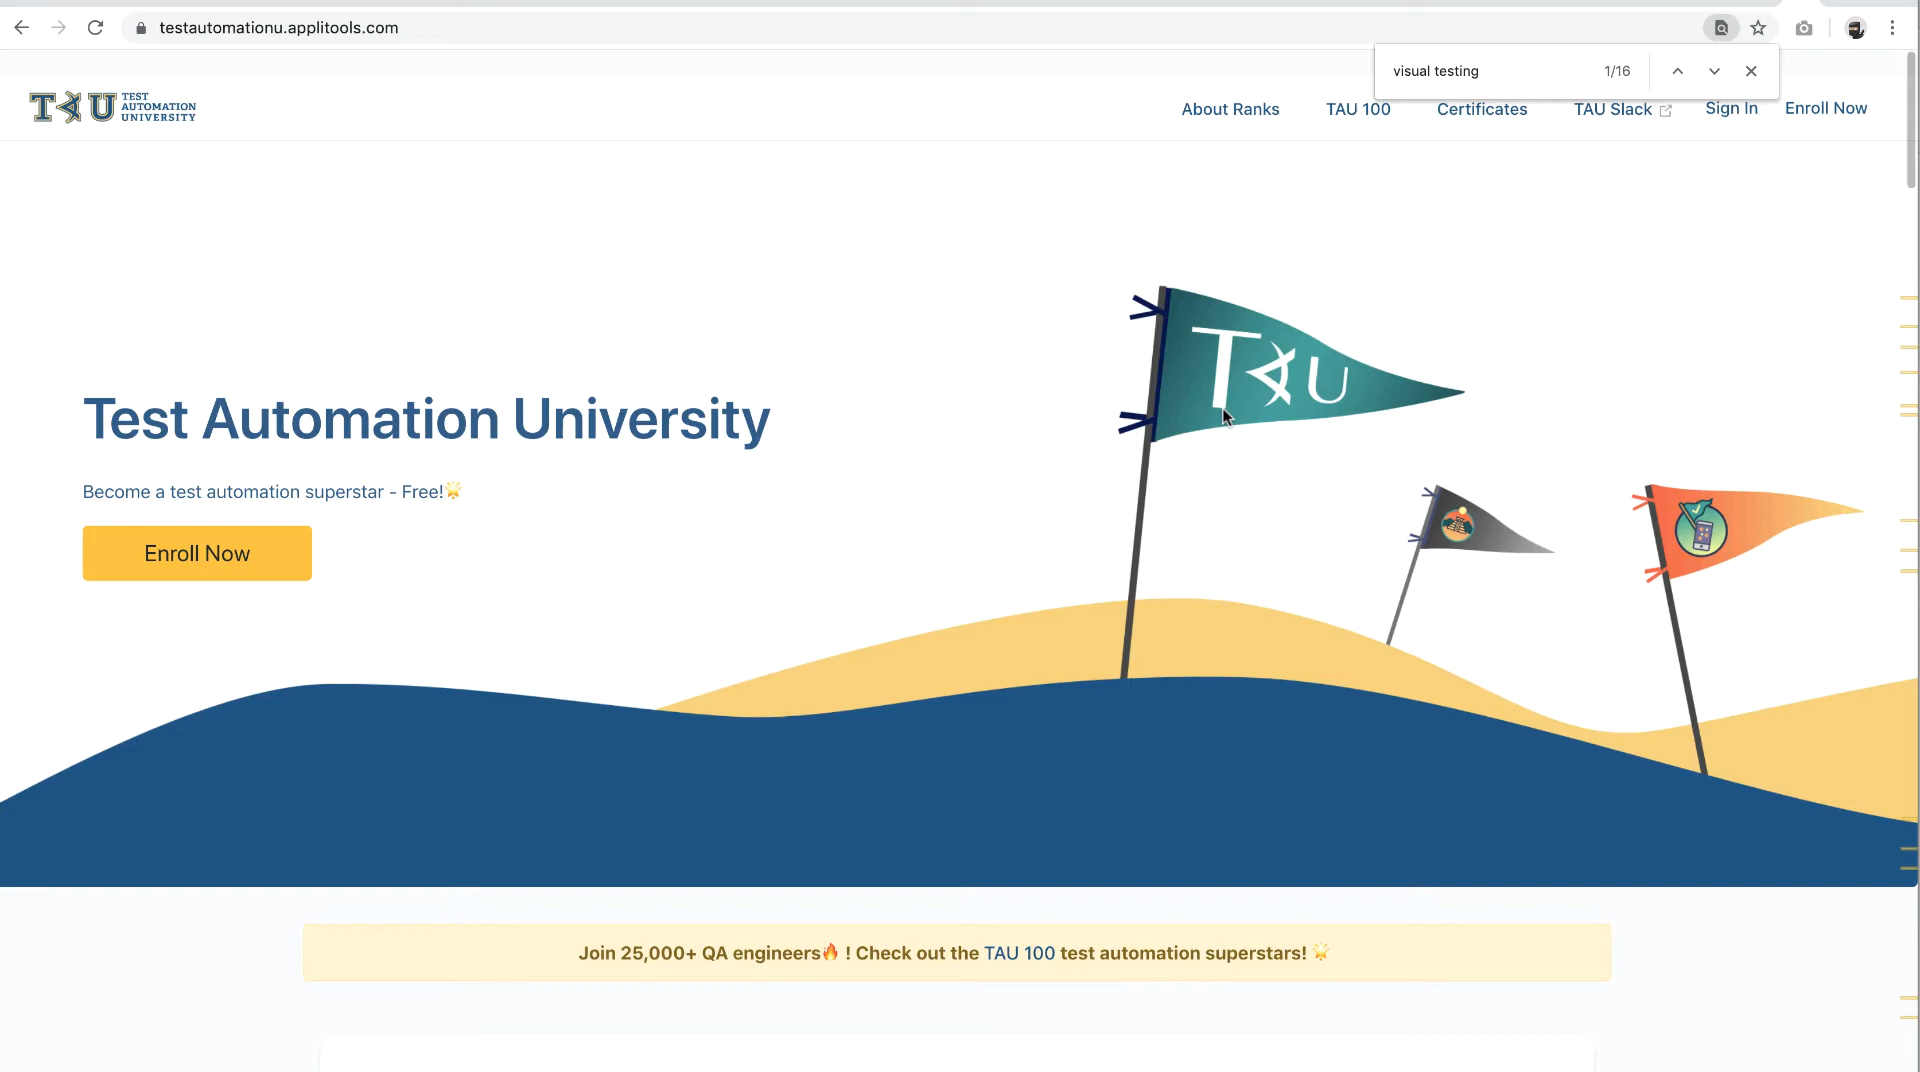 testautomationu.applitools.com
visual testing 1/16
TAU TEST AUTOMATION UNIVERSITY
About Ranks TAU 100 Certificates TAU Slack Sign In Enroll Now
TAU
Test Automation University
Become a test automation superstar - Free!🌟
Enroll Now
Join 25,000+ QA engineers🔥 ! Check out the TAU 100 test automation superstars! 🌟